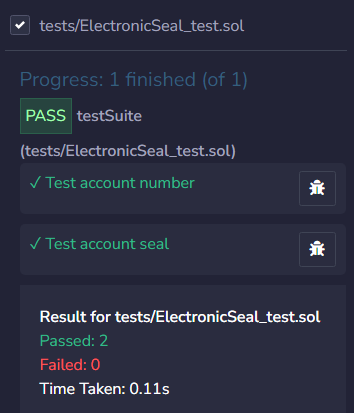 tests/ElectronicSeal_test.sol
Progress: 1 finished (of 1)
PASS testSuite
(tests/ElectronicSeal_test.sol)
✓ Test account number
✓ Test account seal
Result for tests/ElectronicSeal_test.sol
Passed: 2
Failed: 0
Time Taken: 0.11s